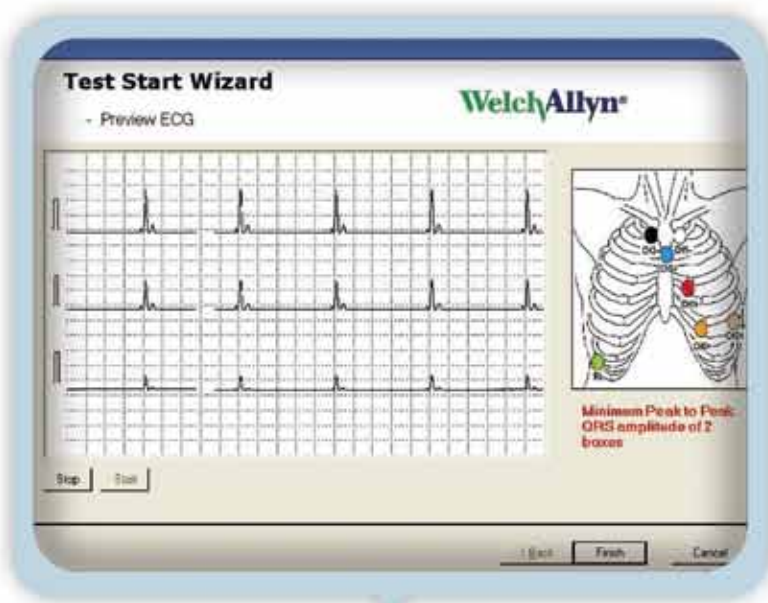 Test Start Wizard
WelchAllyn®
- Preview ECG
Minimum Peak to Peak
QRS amplitude of 2
boxes
Stop
Start
< Back
Finish
Cancel